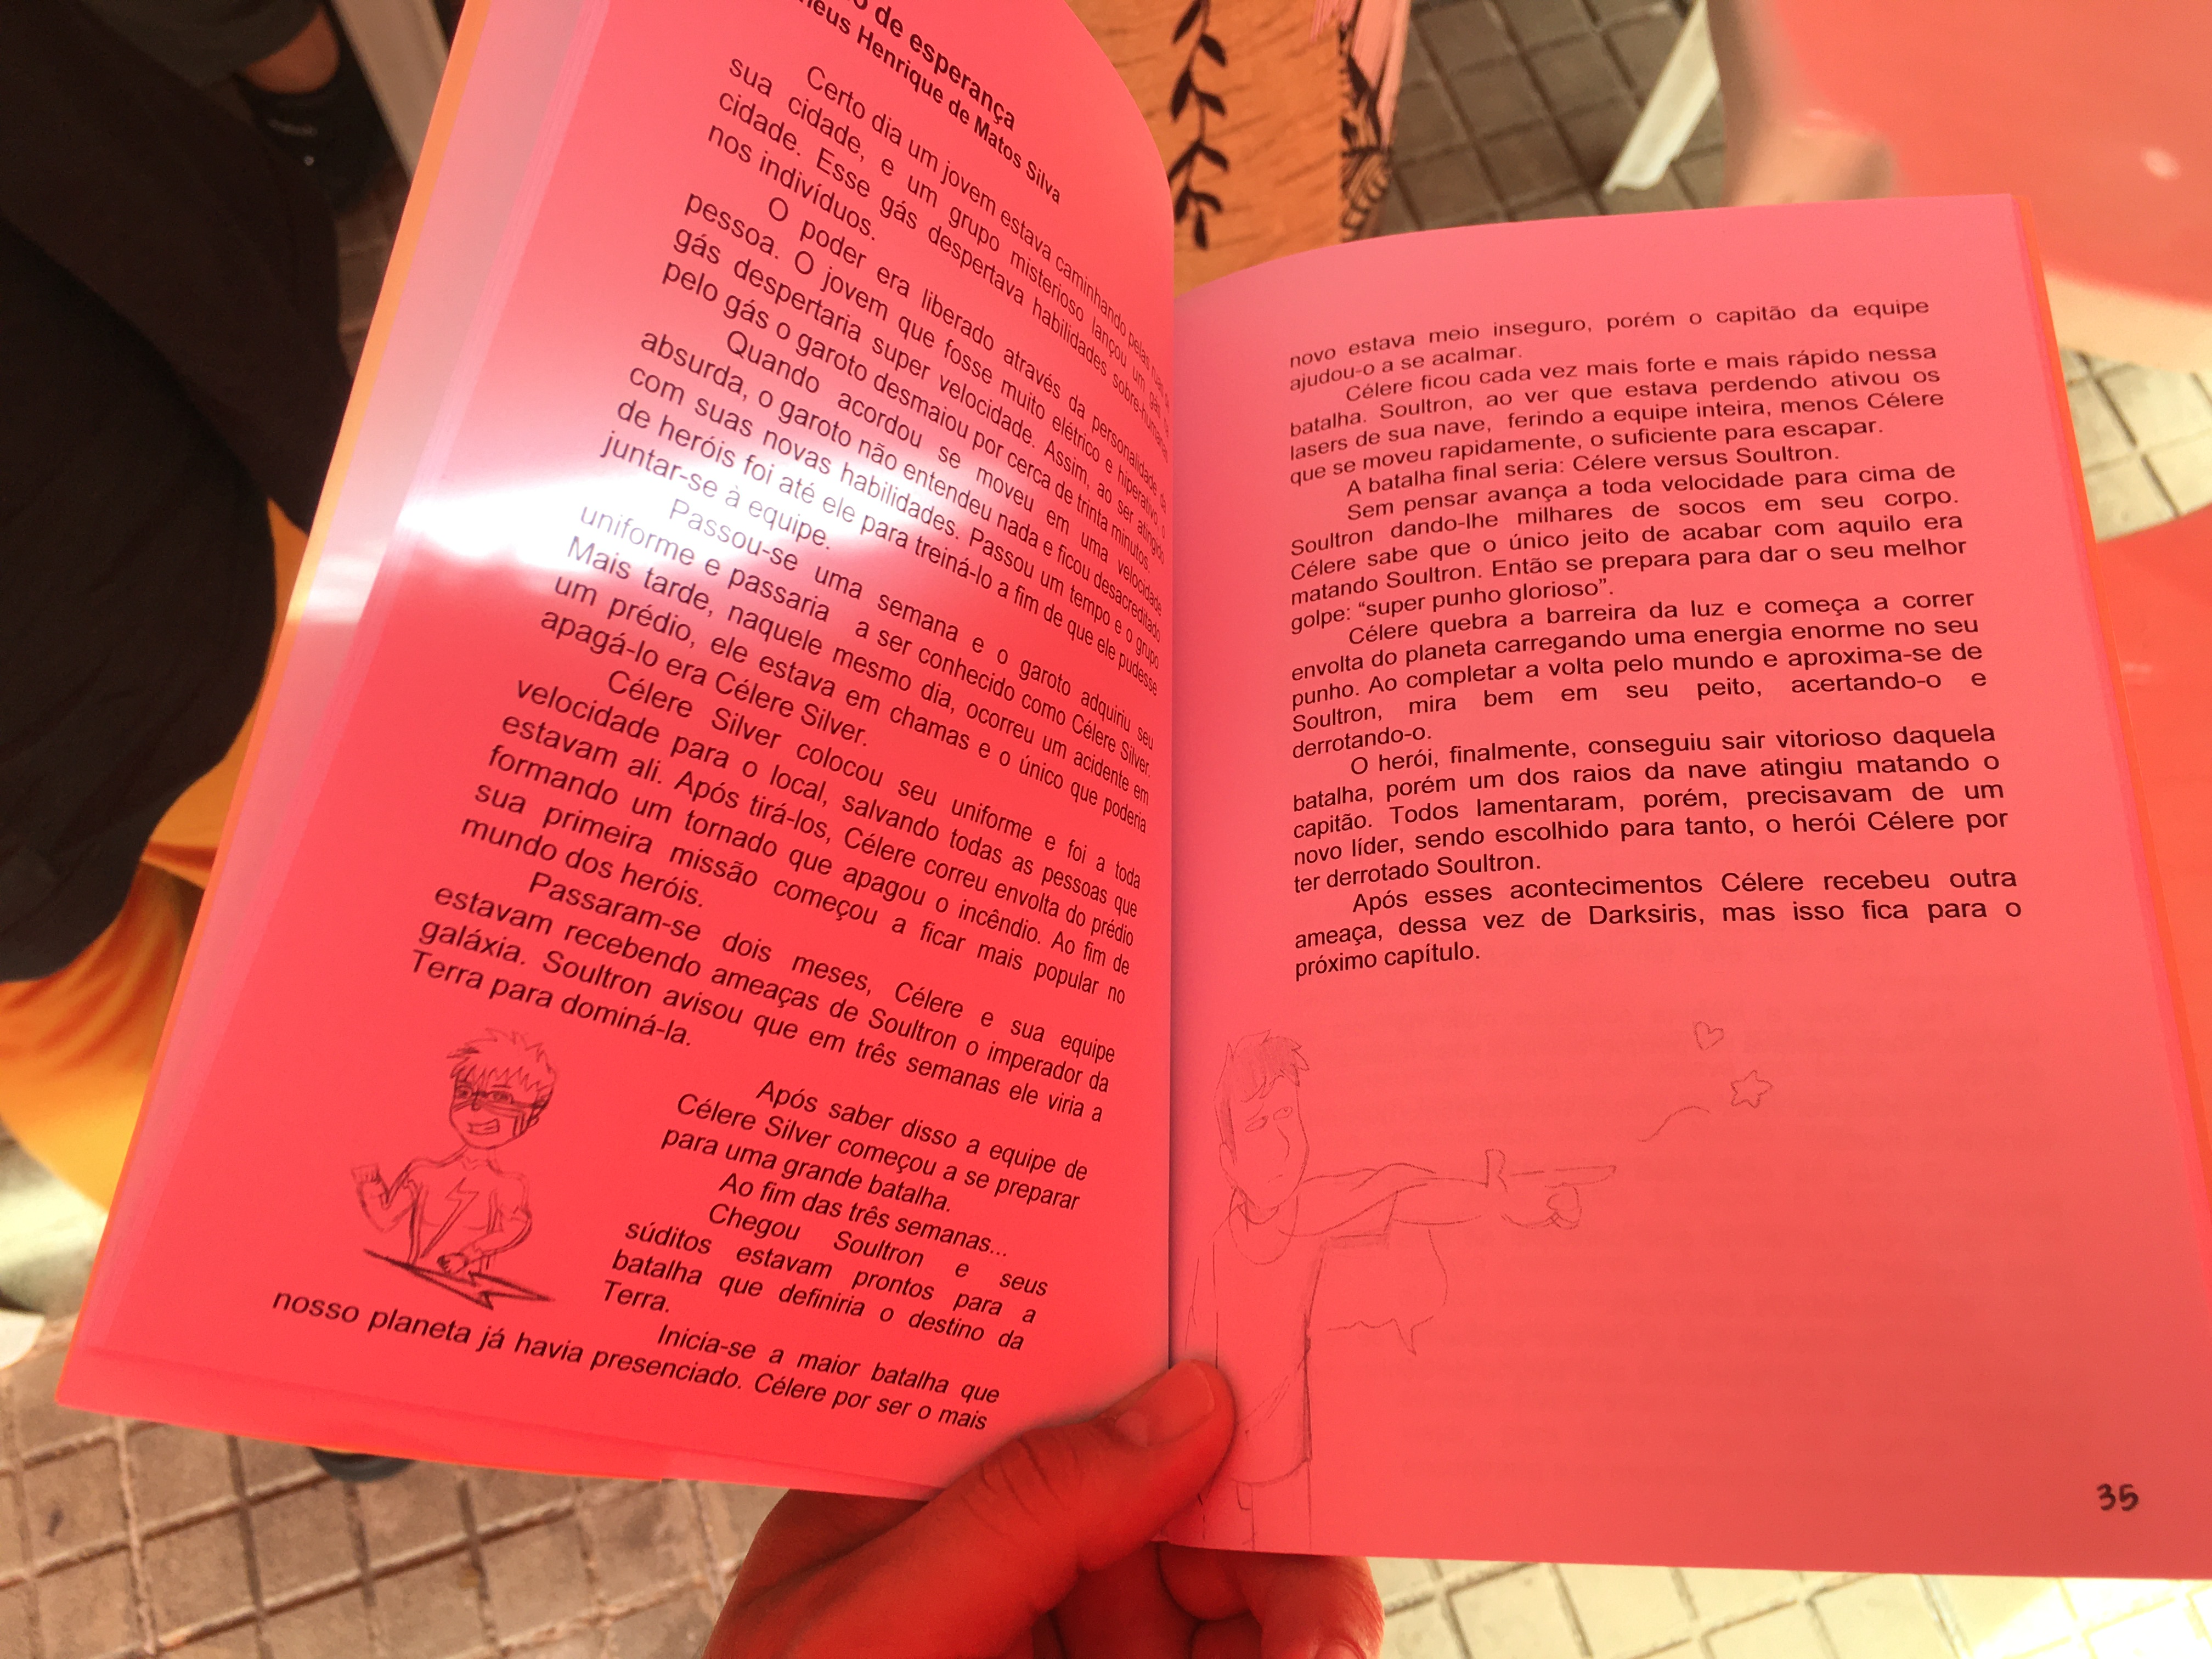 de esperança
Henrique de Matos Silva
Certo dia um jovem estava caminhando pelas ruas de
sua cidade, e um grupo misterioso lançou um gás na
cidade. Esse gás despertava habilidades sobre-humanas
nos indivíduos.
O poder era liberado através da personalidade da
pessoa. O jovem que fosse muito elétrico e hiperativo, o
gás despertaria super velocidade. Assim, ao ser atingido
pelo gás o garoto desmaiou por cerca de trinta minutos.
Quando acordou se moveu em uma velocidade
absurda, o garoto não entendeu nada e ficou desacreditado
com suas novas habilidades. Passou um tempo e o grupo
de heróis foi até ele para treiná-lo a fim de que ele pudesse
juntar-se à equipe.
Passou-se uma semana e o garoto adquiriu seu
uniforme e passaria a ser conhecido como Célere Silver.
Mais tarde, naquele mesmo dia, ocorreu um acidente em
um prédio, ele estava em chamas e o único que poderia
apagá-lo era Célere Silver.
Célere Silver colocou seu uniforme e foi a toda
velocidade para o local, salvando todas as pessoas que
estavam ali. Após tirá-los, Célere correu envolta do prédio
formando um tornado que apagou o incêndio. Ao fim de
sua primeira missão começou a ficar mais popular no
mundo dos heróis.
Passaram-se dois meses, Célere e sua equipe
estavam recebendo ameaças de Soultron o imperador da
galáxia. Soultron avisou que em três semanas ele viria a
Terra para dominá-la.
Após saber disso a equipe de
Célere Silver começou a se preparar
para uma grande batalha.
Ao fim das três semanas...
Chegou Soultron e seus
súditos estavam prontos para a
batalha que definiria o destino da
Terra.
Inicia-se a maior batalha que
nosso planeta já havia presenciado. Célere por ser o mais
novo estava meio inseguro, porém o capitão da equipe
ajudou-o a se acalmar.
Célere ficou cada vez mais forte e mais rápido nessa
batalha. Soultron, ao ver que estava perdendo ativou os
lasers de sua nave, ferindo a equipe inteira, menos Célere
que se moveu rapidamente, o suficiente para escapar.
A batalha final seria: Célere versus Soultron.
Sem pensar avança a toda velocidade para cima de
Soultron dando-lhe milhares de socos em seu corpo.
Célere sabe que o único jeito de acabar com aquilo era
matando Soultron. Então se prepara para dar o seu melhor
golpe: “super punho glorioso”.
Célere quebra a barreira da luz e começa a correr
envolta do planeta carregando uma energia enorme no seu
punho. Ao completar a volta pelo mundo e aproxima-se de
Soultron, mira bem em seu peito, acertando-o e
derrotando-o.
O herói, finalmente, conseguiu sair vitorioso daquela
batalha, porém um dos raios da nave atingiu matando o
capitão. Todos lamentaram, porém, precisavam de um
novo líder, sendo escolhido para tanto, o herói Célere por
ter derrotado Soultron.
Após esses acontecimentos Célere recebeu outra
ameaça, dessa vez de Darksiris, mas isso fica para o
próximo capítulo.
35